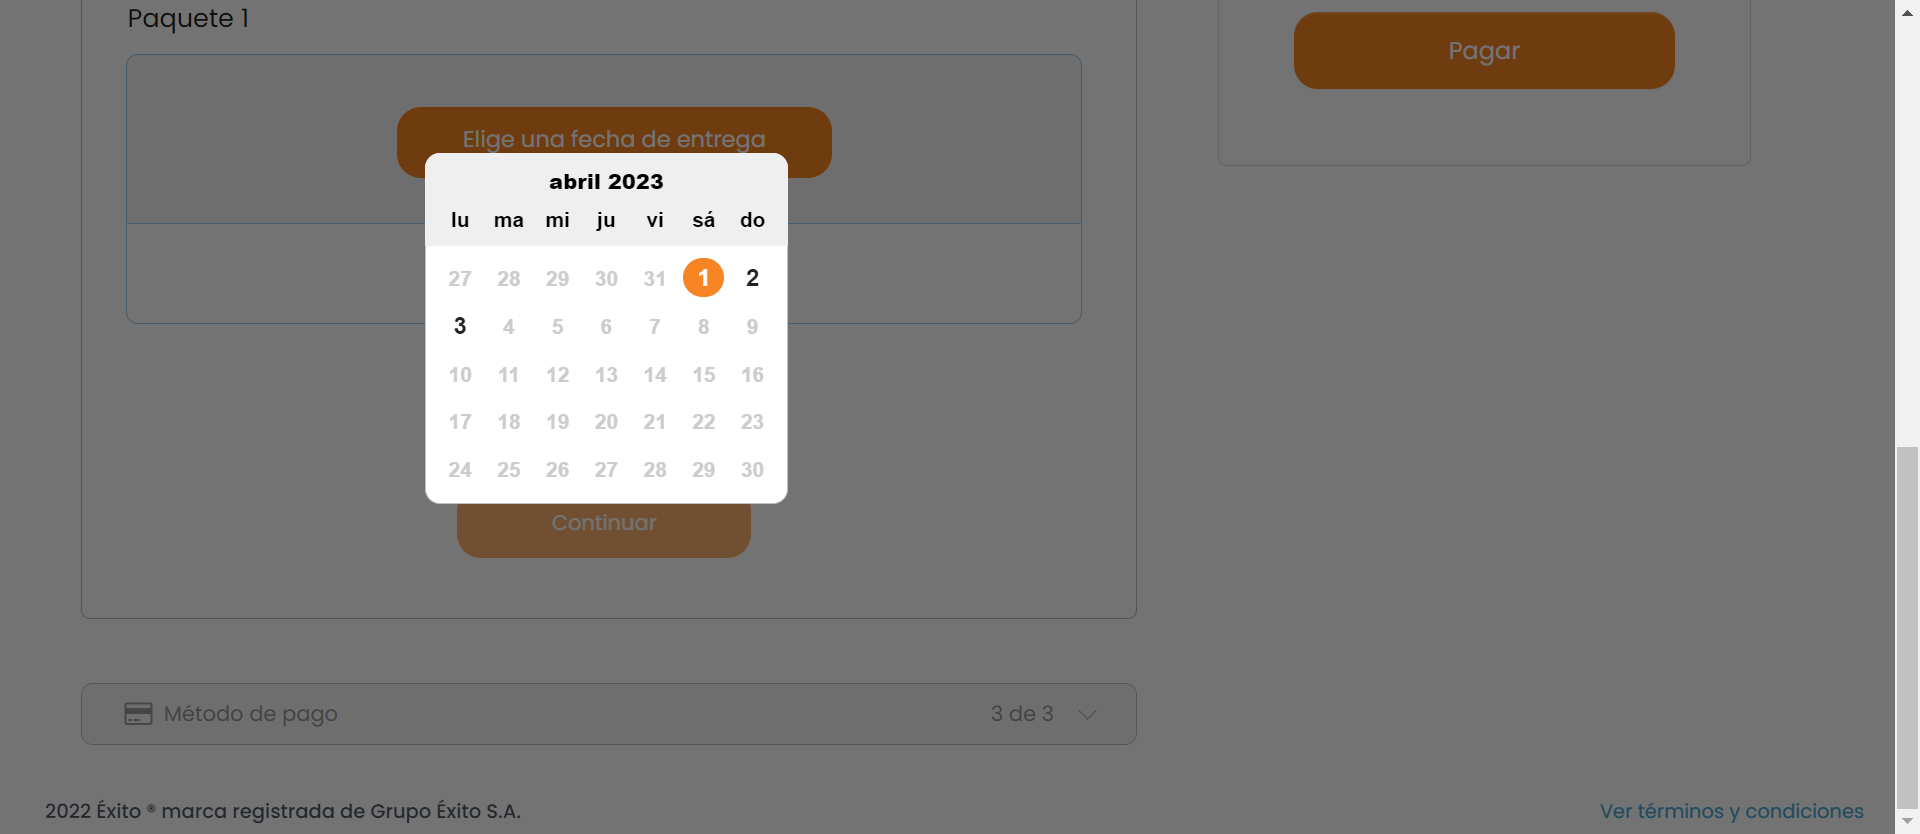 Paquete 1
Pagar
Elige una fecha de entrega
abril 2023
lu ma mi ju vi sá do
27 28 29 30 31 1 2
3 4 5 6 7 8 9
10 11 12 13 14 15 16
17 18 19 20 21 22 23
24 25 26 27 28 29 30
Continuar
Método de pago 3 de 3
2022 Éxito ® marca registrada de Grupo Éxito S.A. Ver términos y condiciones